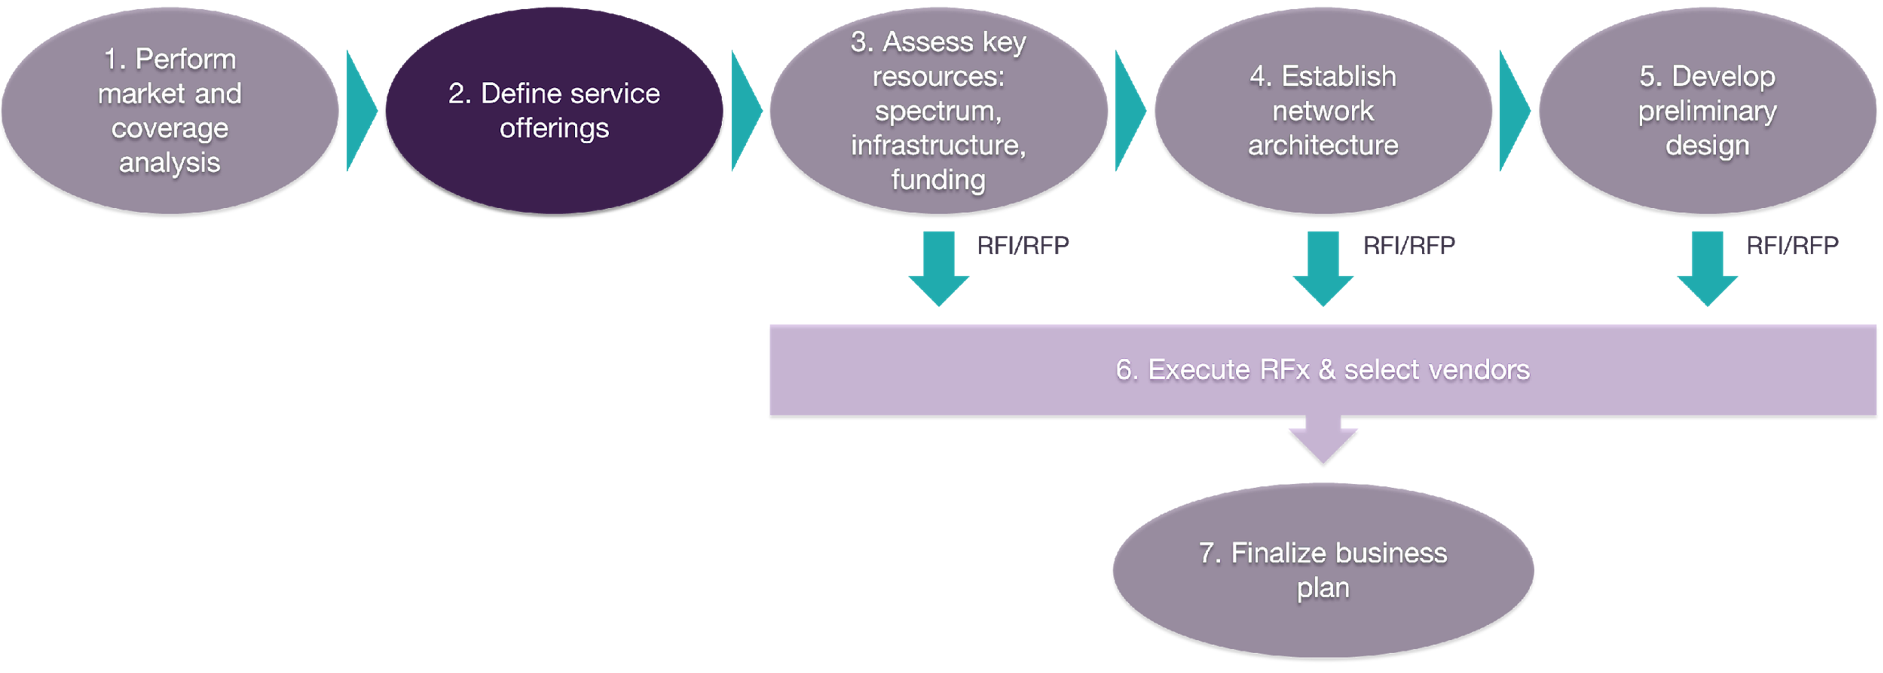 1. Perform
market and
coverage
analysis
2. Define service
offerings
3. Assess key
resources:
spectrum,
infrastructure,
funding
4. Establish
network
architecture
5. Develop
preliminary
design
RFI/RFP
RFI/RFP
RFI/RFP
6. Execute RFx & select vendors
7. Finalize business
plan